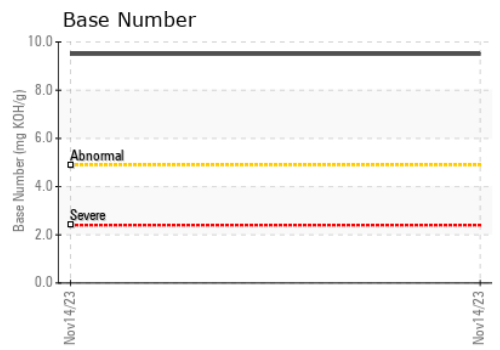 Base Number
10.0
8.0
6.0
4.0
2.0
0.0
Base Number (mg KOH/g)
Abnormal
Severe
Nov14/23
Nov14/23